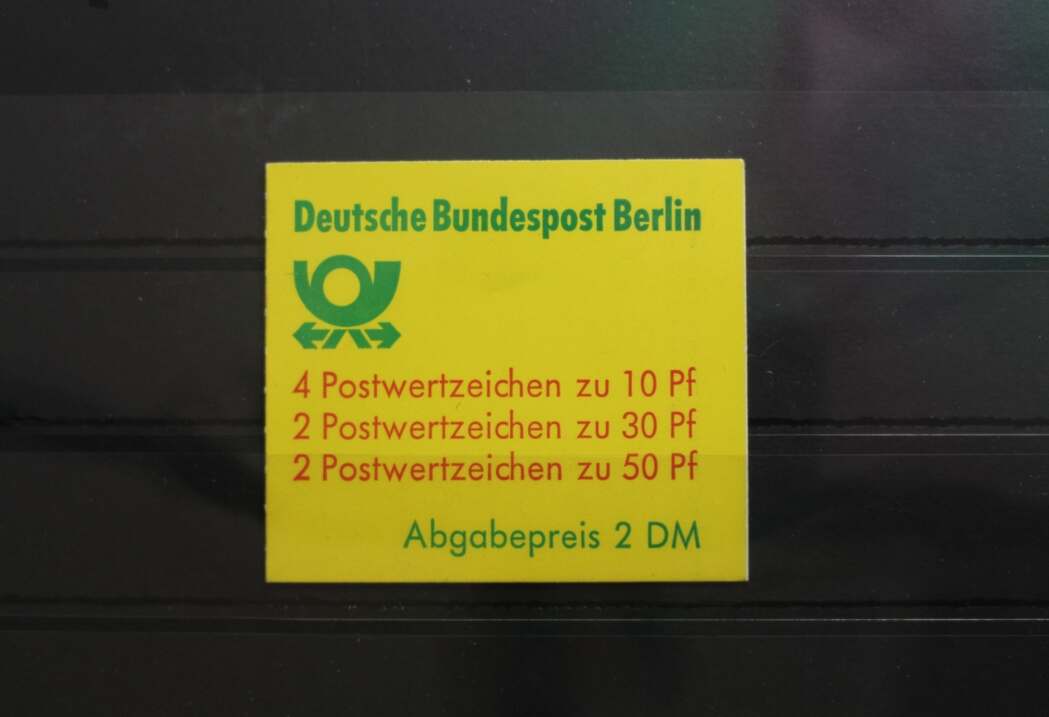 Deutsche Bundespost Berlin
4 Postwertzeichen zu 10 Pf
2 Postwertzeichen zu 30 Pf
2 Postwertzeichen zu 50 Pf
Abgabepreis 2 DM